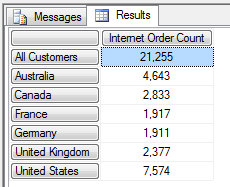 Messages Results
Internet Order Count
All Customers 21,255
Australia 4,643
Canada 2,833
France 1,917
Germany 1,911
United Kingdom 2,377
United States 7,574